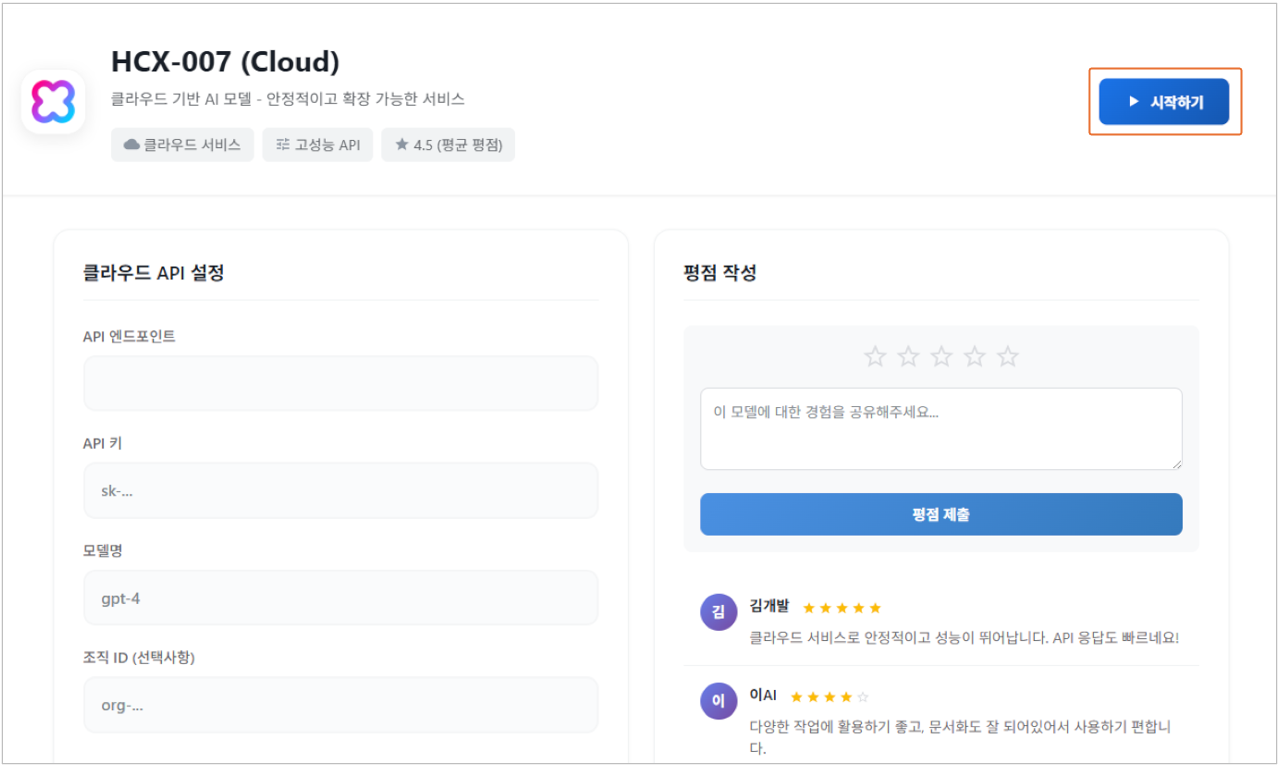 HCX-007 (Cloud)
클라우드 기반 AI 모델 - 안정적이고 확장 가능한 서비스
클라우드 서비스
고성능 API
4.5 (평균 평점)
시작하기
클라우드 API 설정
API 엔드포인트
API 키
sk-...
모델명
gpt-4
조직 ID (선택사항)
org-...
평점 작성
이 모델에 대한 경험을 공유해주세요...
평점 제출
김
김개발
클라우드 서비스로 안정적이고 성능이 뛰어납니다. API 응답도 빠르네요!
이
이AI
다양한 작업에 활용하기 좋고, 문서화도 잘 되어있어서 사용하기 편합니
다.